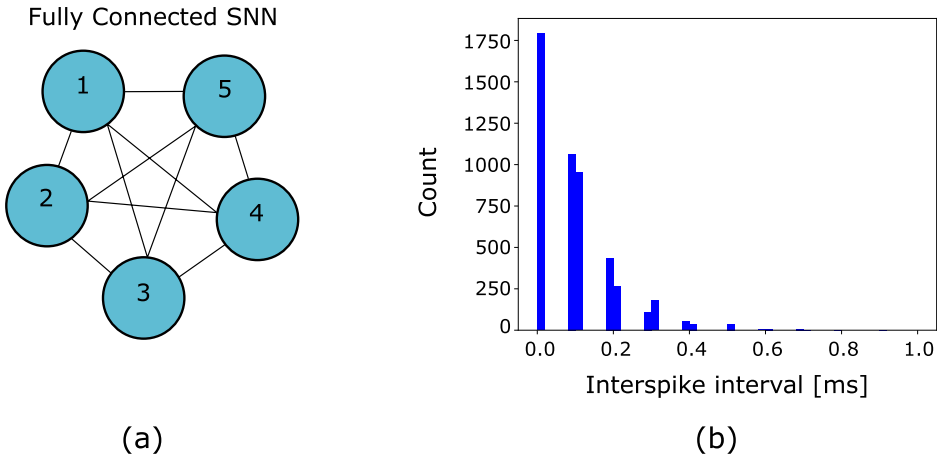 Fully Connected SNN
1
5
2
4
3
(a)
1750
1500
1250
1000
750
500
250
0
Count
0.0 0.2 0.4 0.6 0.8 1.0
Interspike interval [ms]
(b)